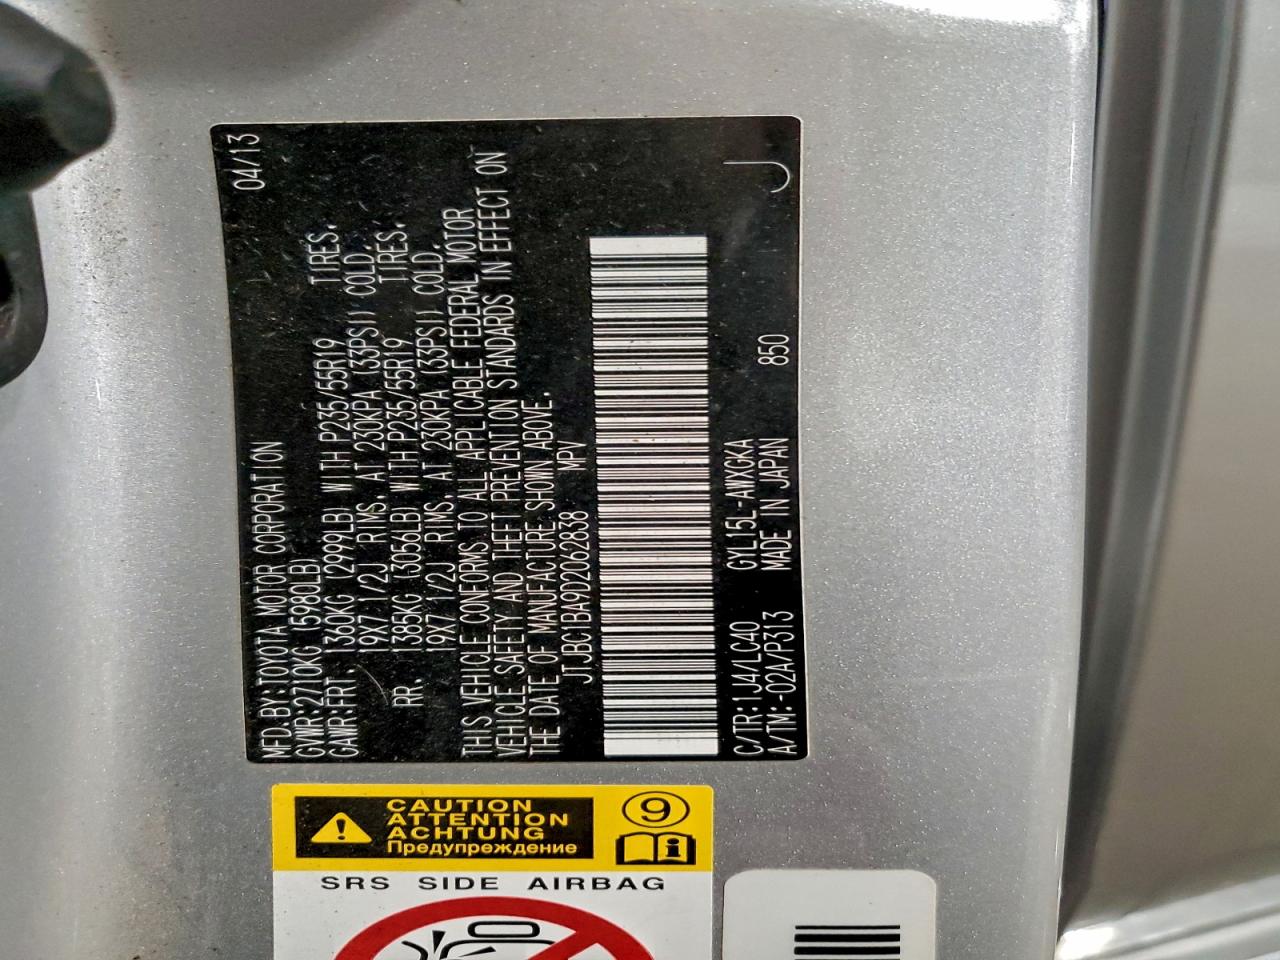 MFD.BY:TOYOTA MOTOR CORPORATION 04/13
GVWR:2710KG (5980LB)
GAWR:FRT 1360KG (2999LB) WITH P235/55R19 TIRES.
19X7 1/2J RIMS, AT 230KPA (33PSI) COLD.
RR. 1385KG (3056LB) WITH P235/55R19 TIRES.
19X7 1/2J RIMS, AT 230KPA (33PSI) COLD.
THIS VEHICLE CONFORMS TO ALL APPLICABLE FEDERAL MOTOR
VEHICLE SAFETY AND THEFT PREVENTION STANDARDS IN EFFECT ON
THE DATE OF MANUFACTURE SHOWN ABOVE.
JTJBC1BA9D2062838 MPV
C/TR:1J4/LC40 GYL15L-AWXGKA
A/TM:-02A/P313 MADE IN JAPAN 850
J
CAUTION
ATTENTION
ACHTUNG
Предупреждение
9
i
SRS SIDE AIRBAG